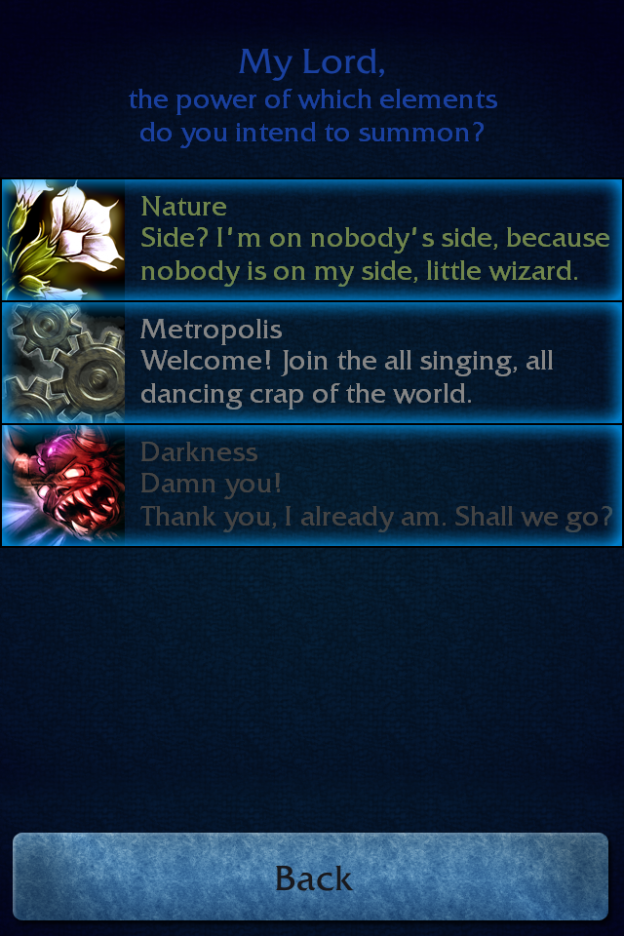 My Lord,
the power of which elements
do you intend to summon?
Nature
Side? I'm on nobody's side, because
nobody is on my side, little wizard.
Metropolis
Welcome! Join the all singing, all
dancing crap of the world.
Darkness
Damn you!
Thank you, I already am. Shall we go?
Back